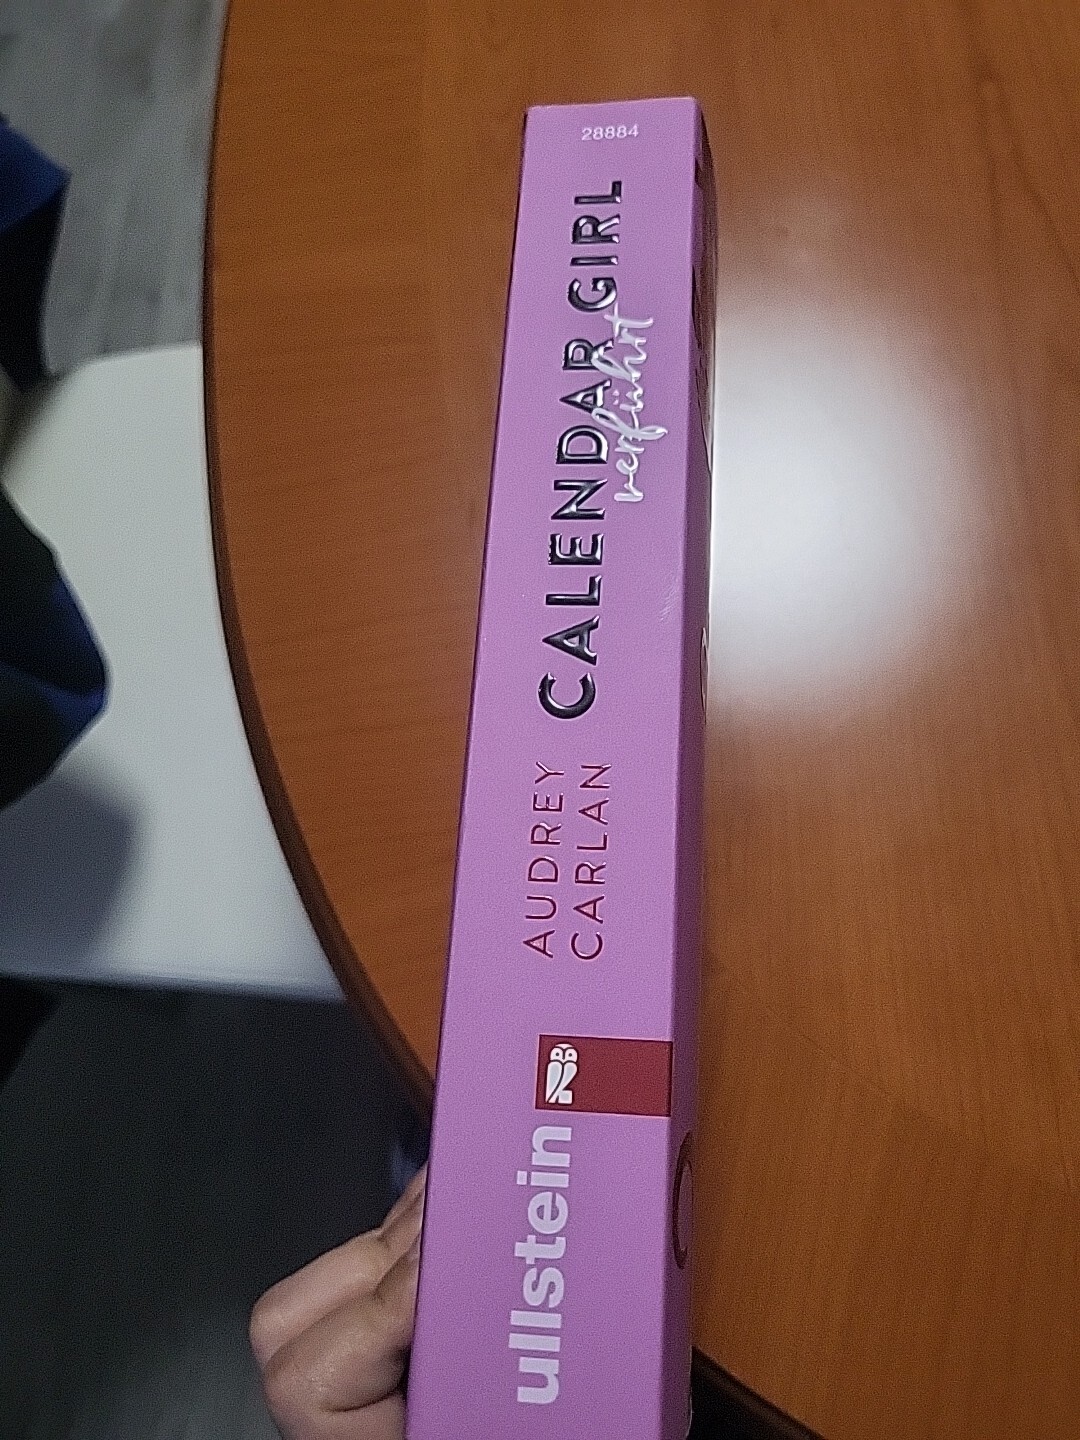 28884
CALENDAR GIRL
verführt
AUDREY
CARLAN
ullstein